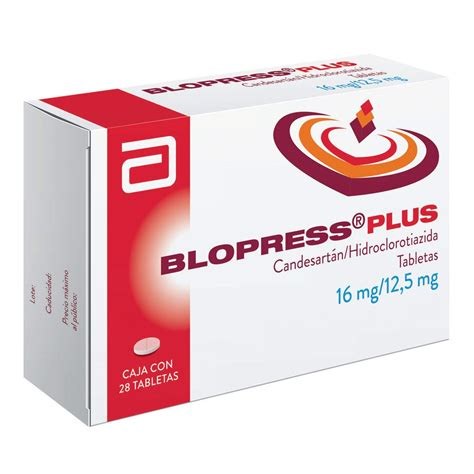 BLOPRESS®PLUS
Candesartán/Hidroclorotiazida
Tabletas
16 mg/12,5 mg
BLOPRESS®PLUS
Candesartán/Hidroclorotiazida
Tabletas
16 mg/12,5 mg
Lote:
Caducidad:
Precio máximo
al público:
CAJA CON
28 TABLETAS